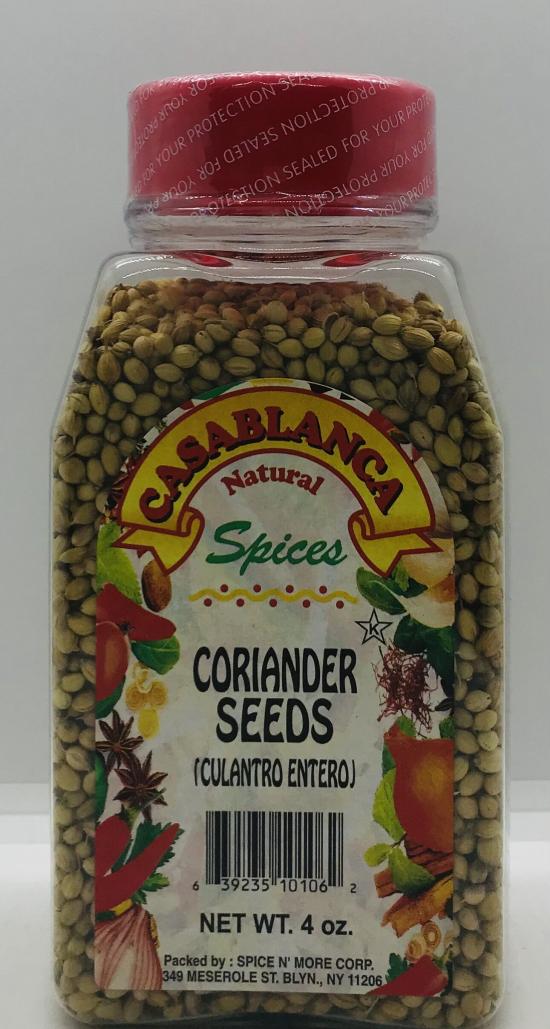 FOR YOUR PROTECTION SEALED FOR YOUR PROTECTION
SEALED FOR YOUR PROTECTION
CASABLANCA
Natural
Spices
K
CORIANDER
SEEDS
(CULANTRO ENTERO)
6 39235 10106 2
NET WT. 4 oz.
Packed by : SPICE N' MORE CORP.
349 MESEROLE ST. BLYN., NY 11206